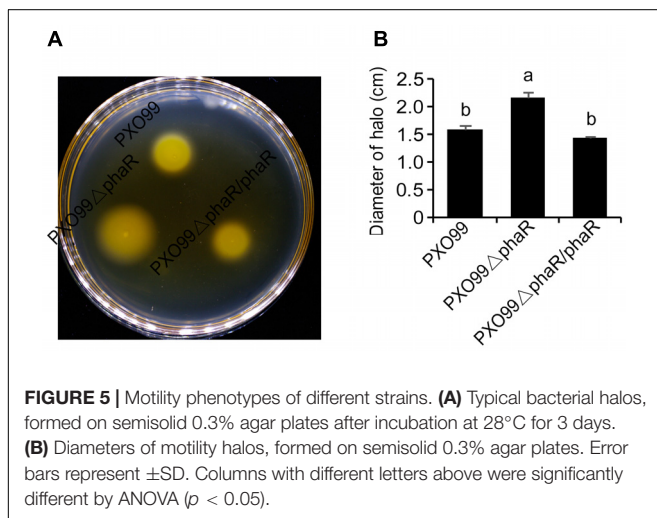 A
PXO99
PXO99△phaR
PXO99△phaR/phaR
B
Diameter of halo (cm)
2.5
2.0
1.5
1.0
0.5
0
b
a
b
PXO99
PXO99△phaR
PXO99△phaR/phaR
FIGURE 5 | Motility phenotypes of different strains. (A) Typical bacterial halos,
formed on semisolid 0.3% agar plates after incubation at 28°C for 3 days.
(B) Diameters of motility halos, formed on semisolid 0.3% agar plates. Error
bars represent ±SD. Columns with different letters above were significantly
different by ANOVA (p < 0.05).